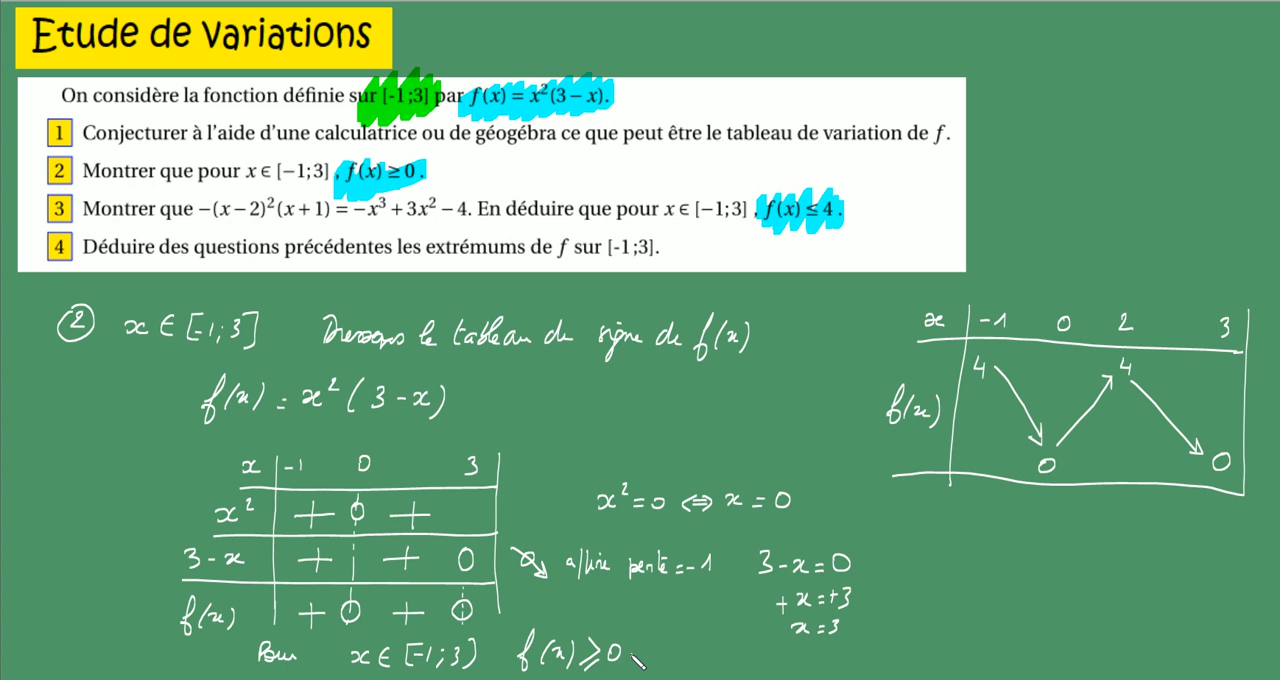 Etude de variations
On considère la fonction définie sur [-1;3] par f(x) = x²(3 − x).
1 Conjecturer à l'aide d'une calculatrice ou de géogébra ce que peut être le tableau de variation de f.
2 Montrer que pour x ∈ [−1;3], f(x) ≥ 0.
3 Montrer que −(x − 2)²(x + 1) = −x³ + 3x² − 4. En déduire que pour x ∈ [−1;3], f(x) ≤ 4.
4 Déduire des questions précédentes les extrémums de f sur [-1;3].
② x ∈ [-1; 3] Dressons le tableau de signe de f(x)
f(x) = x² (3 - x)
x -1 0 3
x² + 0 +
3 - x + + 0
f(x) + 0 + 0
Pour x ∈ [-1; 3] f(x) ⩾ 0
x² = 0 ⇔ x = 0
affine pente = -1
3 - x = 0
+ x = +3
x = 3
x -1 0 2 3
f(x) 4 0 4 0